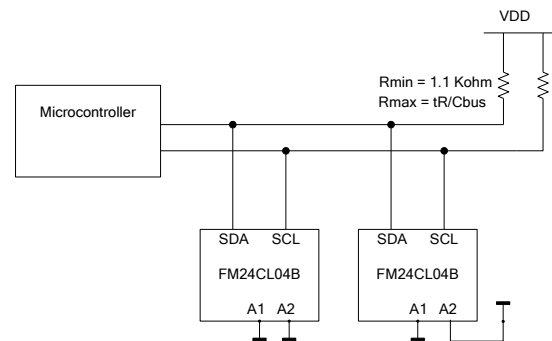 VDD
Rmin = 1.1 Kohm
Rmax = tR/Cbus
Microcontroller
SDA SCL
FM24CL04B
A1 A2
SDA SCL
FM24CL04B
A1 A2